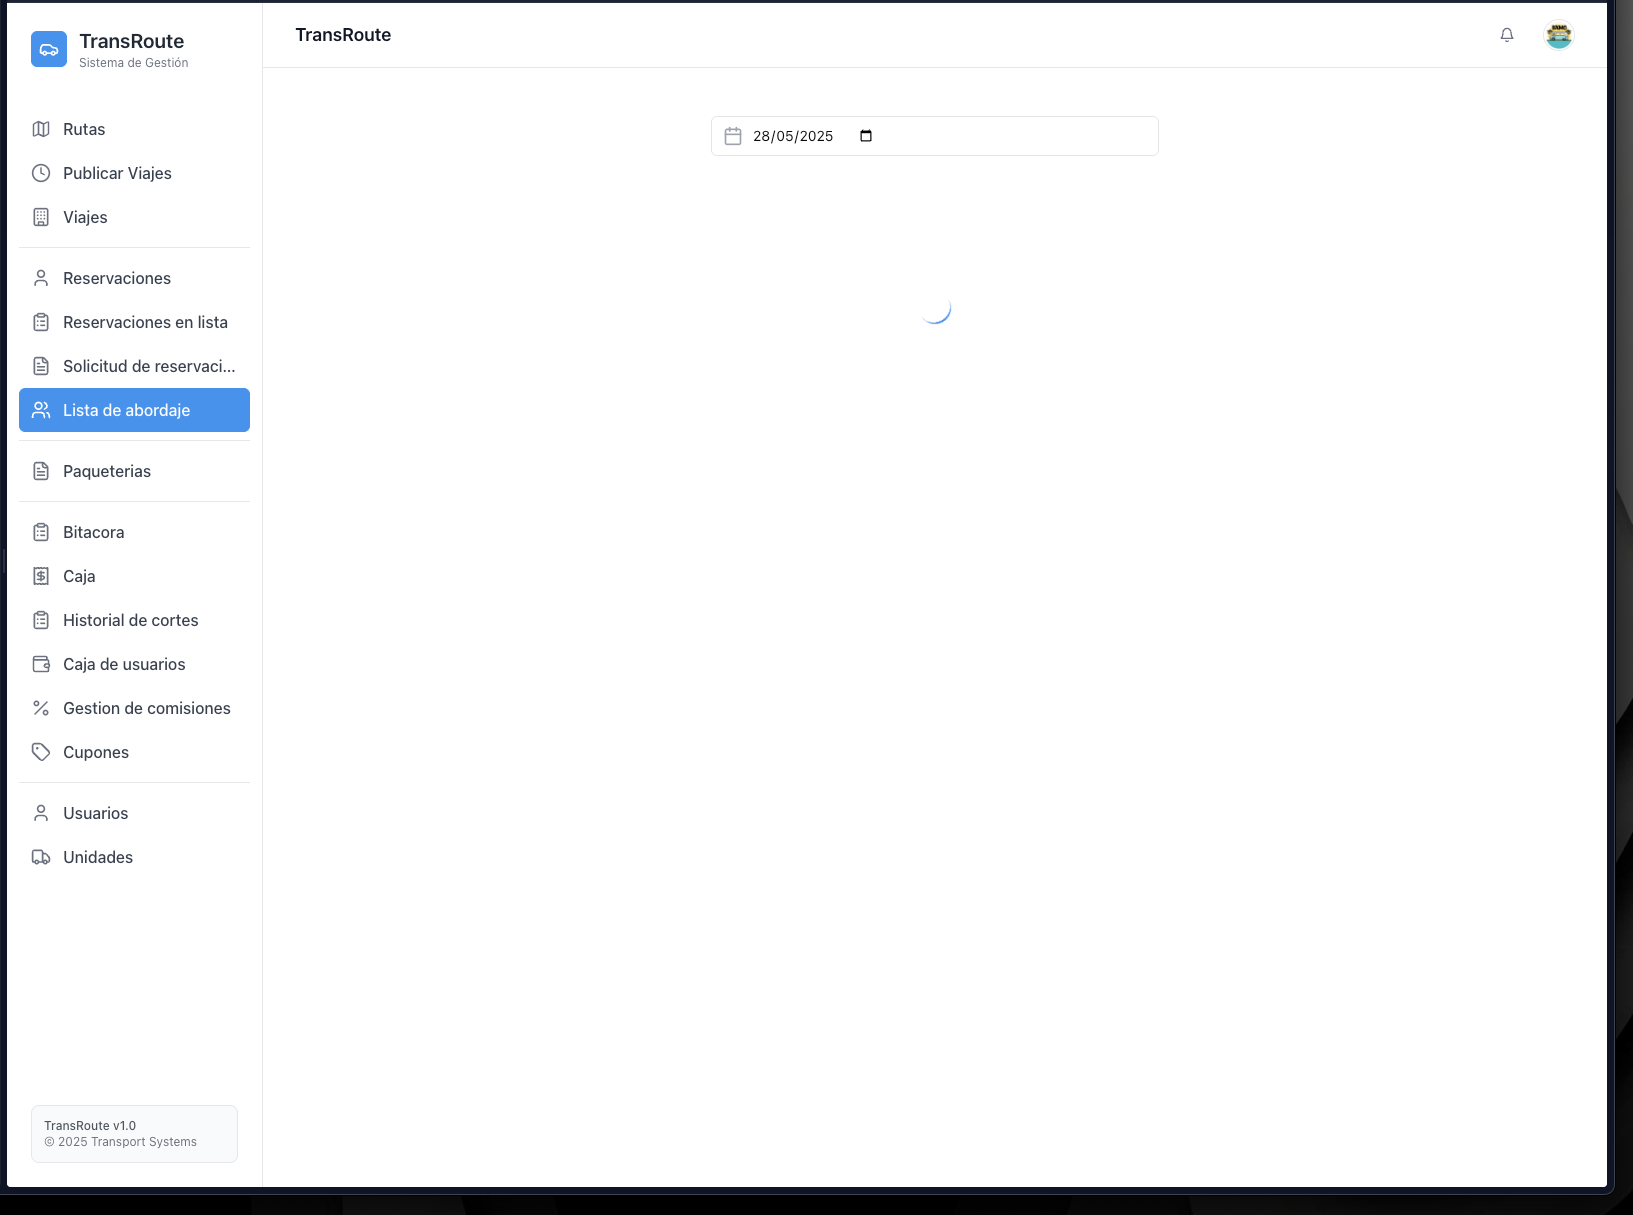 TransRoute
Sistema de Gestión
TransRoute
28/05/2025
Rutas
Publicar Viajes
Viajes
Reservaciones
Reservaciones en lista
Solicitud de reservaci...
Lista de abordaje
Paqueterias
Bitacora
Caja
Historial de cortes
Caja de usuarios
Gestion de comisiones
Cupones
Usuarios
Unidades
TransRoute v1.0
© 2025 Transport Systems